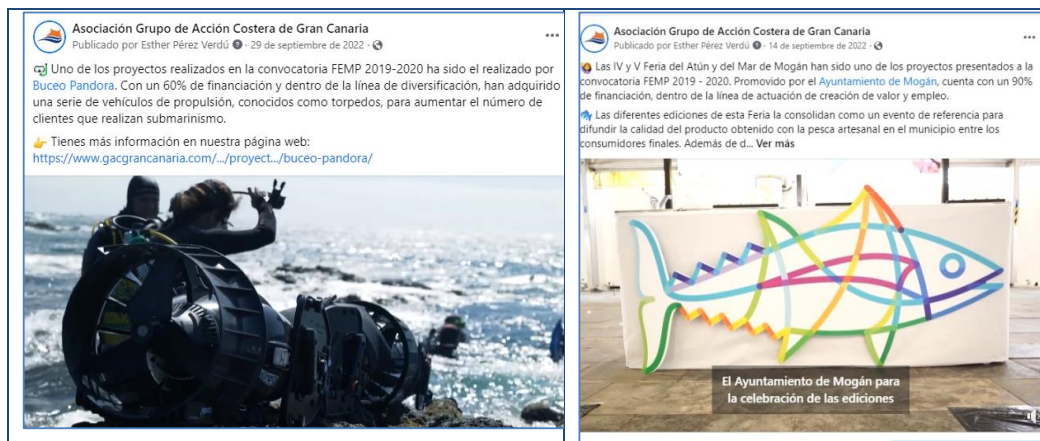 Asociación Grupo de Acción Costera de Gran Canaria
Publicado por Esther Pérez Verdú · 29 de septiembre de 2022 ·
Uno de los proyectos realizados en la convocatoria FEMP 2019-2020 ha sido el realizado por
Buceo Pandora. Con un 60% de financiación y dentro de la línea de diversificación, han adquirido
una serie de vehículos de propulsión, conocidos como torpedos, para aumentar el número de
clientes que realizan submarinismo.
Tienes más información en nuestra página web:
https://www.gacgrancanaria.com/.../proyect.../buceo-pandora/
Asociación Grupo de Acción Costera de Gran Canaria
Publicado por Esther Pérez Verdú · 14 de septiembre de 2022 ·
Las IV y V Feria del Atún y del Mar de Mogán han sido uno de los proyectos presentados a la
convocatoria FEMP 2019 - 2020. Promovido por el Ayuntamiento de Mogán, cuenta con un 90%
de financiación, dentro de la línea de actuación de creación de valor y empleo.
Las diferentes ediciones de esta Feria la consolidan como un evento de referencia para
difundir la calidad del producto obtenido con la pesca artesanal en el municipio entre los
consumidores finales. Además de d... Ver más
El Ayuntamiento de Mogán para
la celebración de las ediciones